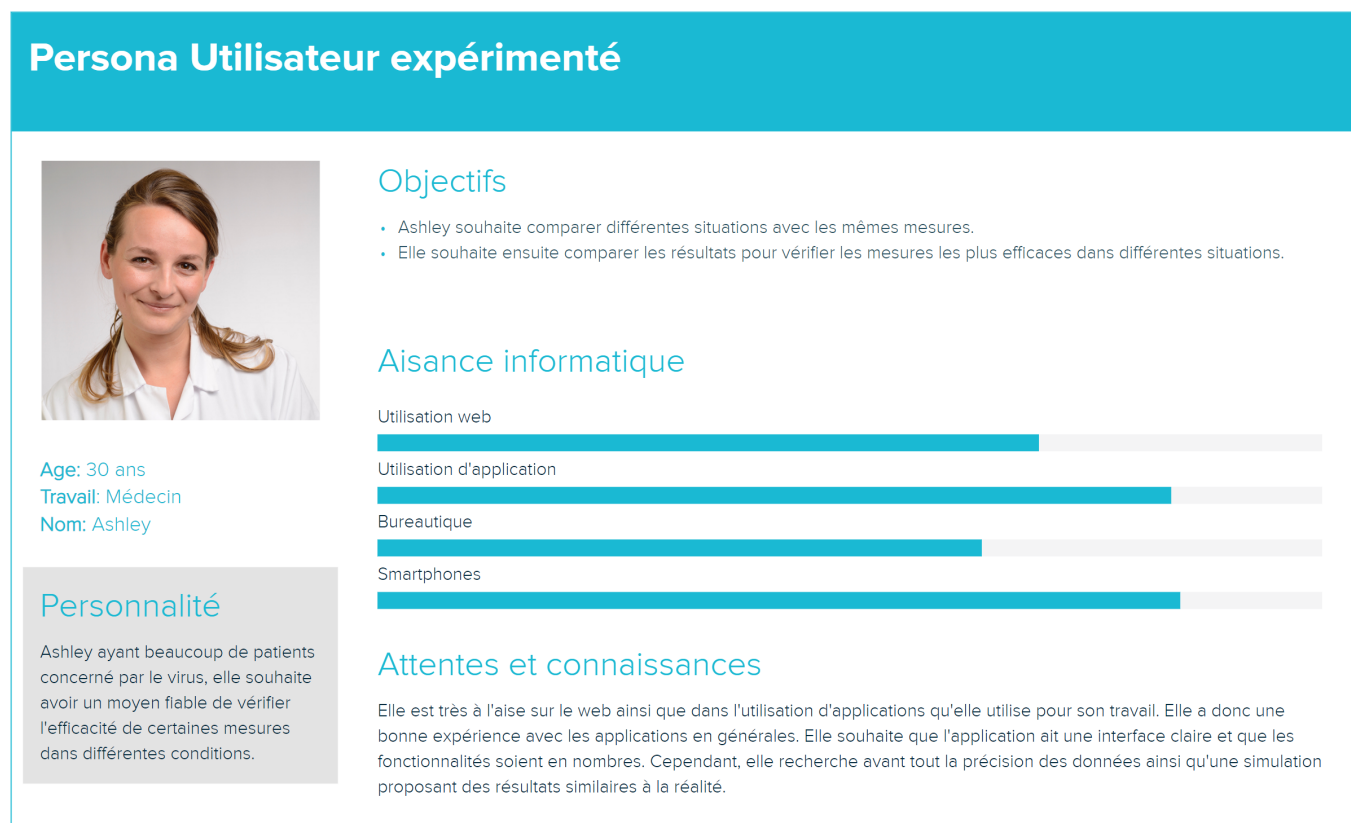 Persona Utilisateur expérimenté
Age: 30 ans
Travail: Médecin
Nom: Ashley
Personnalité
Ashley ayant beaucoup de patients
concerné par le virus, elle souhaite
avoir un moyen fiable de vérifier
l'efficacité de certaines mesures
dans différentes conditions.
Objectifs
• Ashley souhaite comparer différentes situations avec les mêmes mesures.
• Elle souhaite ensuite comparer les résultats pour vérifier les mesures les plus efficaces dans différentes situations.
Aisance informatique
Utilisation web
Utilisation d'application
Bureautique
Smartphones
Attentes et connaissances
Elle est très à l'aise sur le web ainsi que dans l'utilisation d'applications qu'elle utilise pour son travail. Elle a donc une
bonne expérience avec les applications en générales. Elle souhaite que l'application ait une interface claire et que les
fonctionnalités soient en nombres. Cependant, elle recherche avant tout la précision des données ainsi qu'une simulation
proposant des résultats similaires à la réalité.